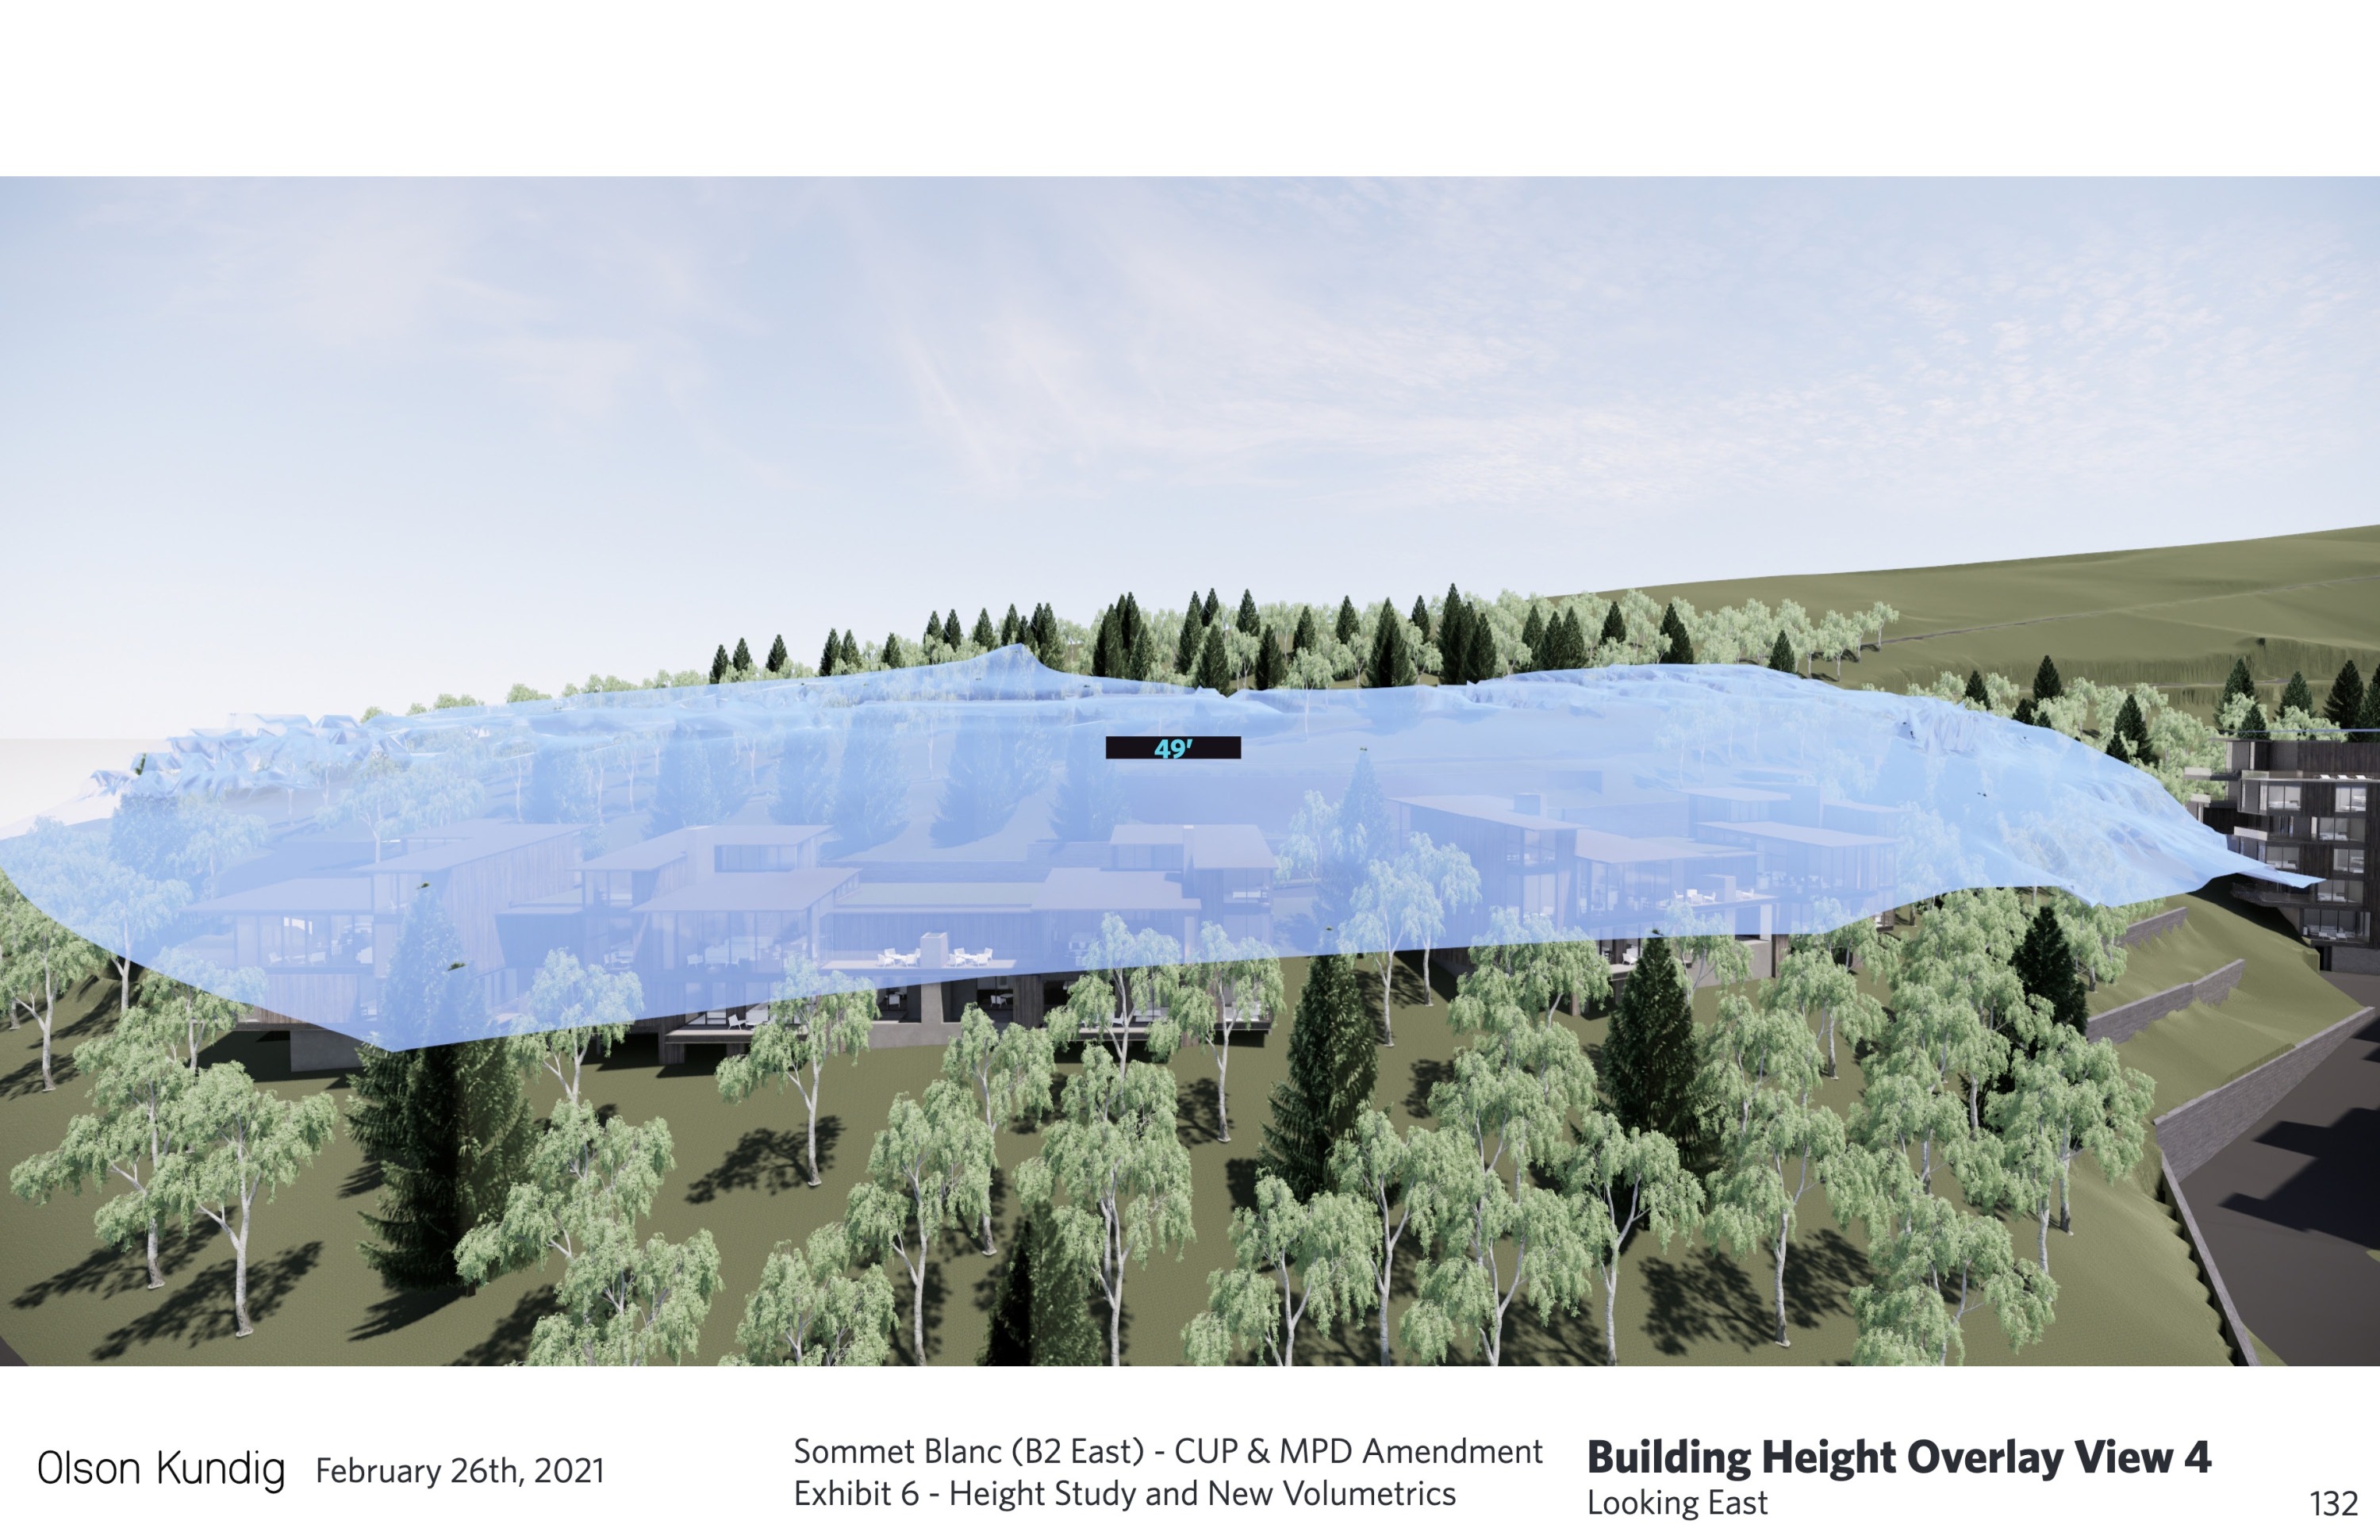 49'
Olson Kundig February 26th, 2021
Sommet Blanc (B2 East) - CUP & MPD Amendment
Exhibit 6 - Height Study and New Volumetrics
Building Height Overlay View 4
Looking East
132